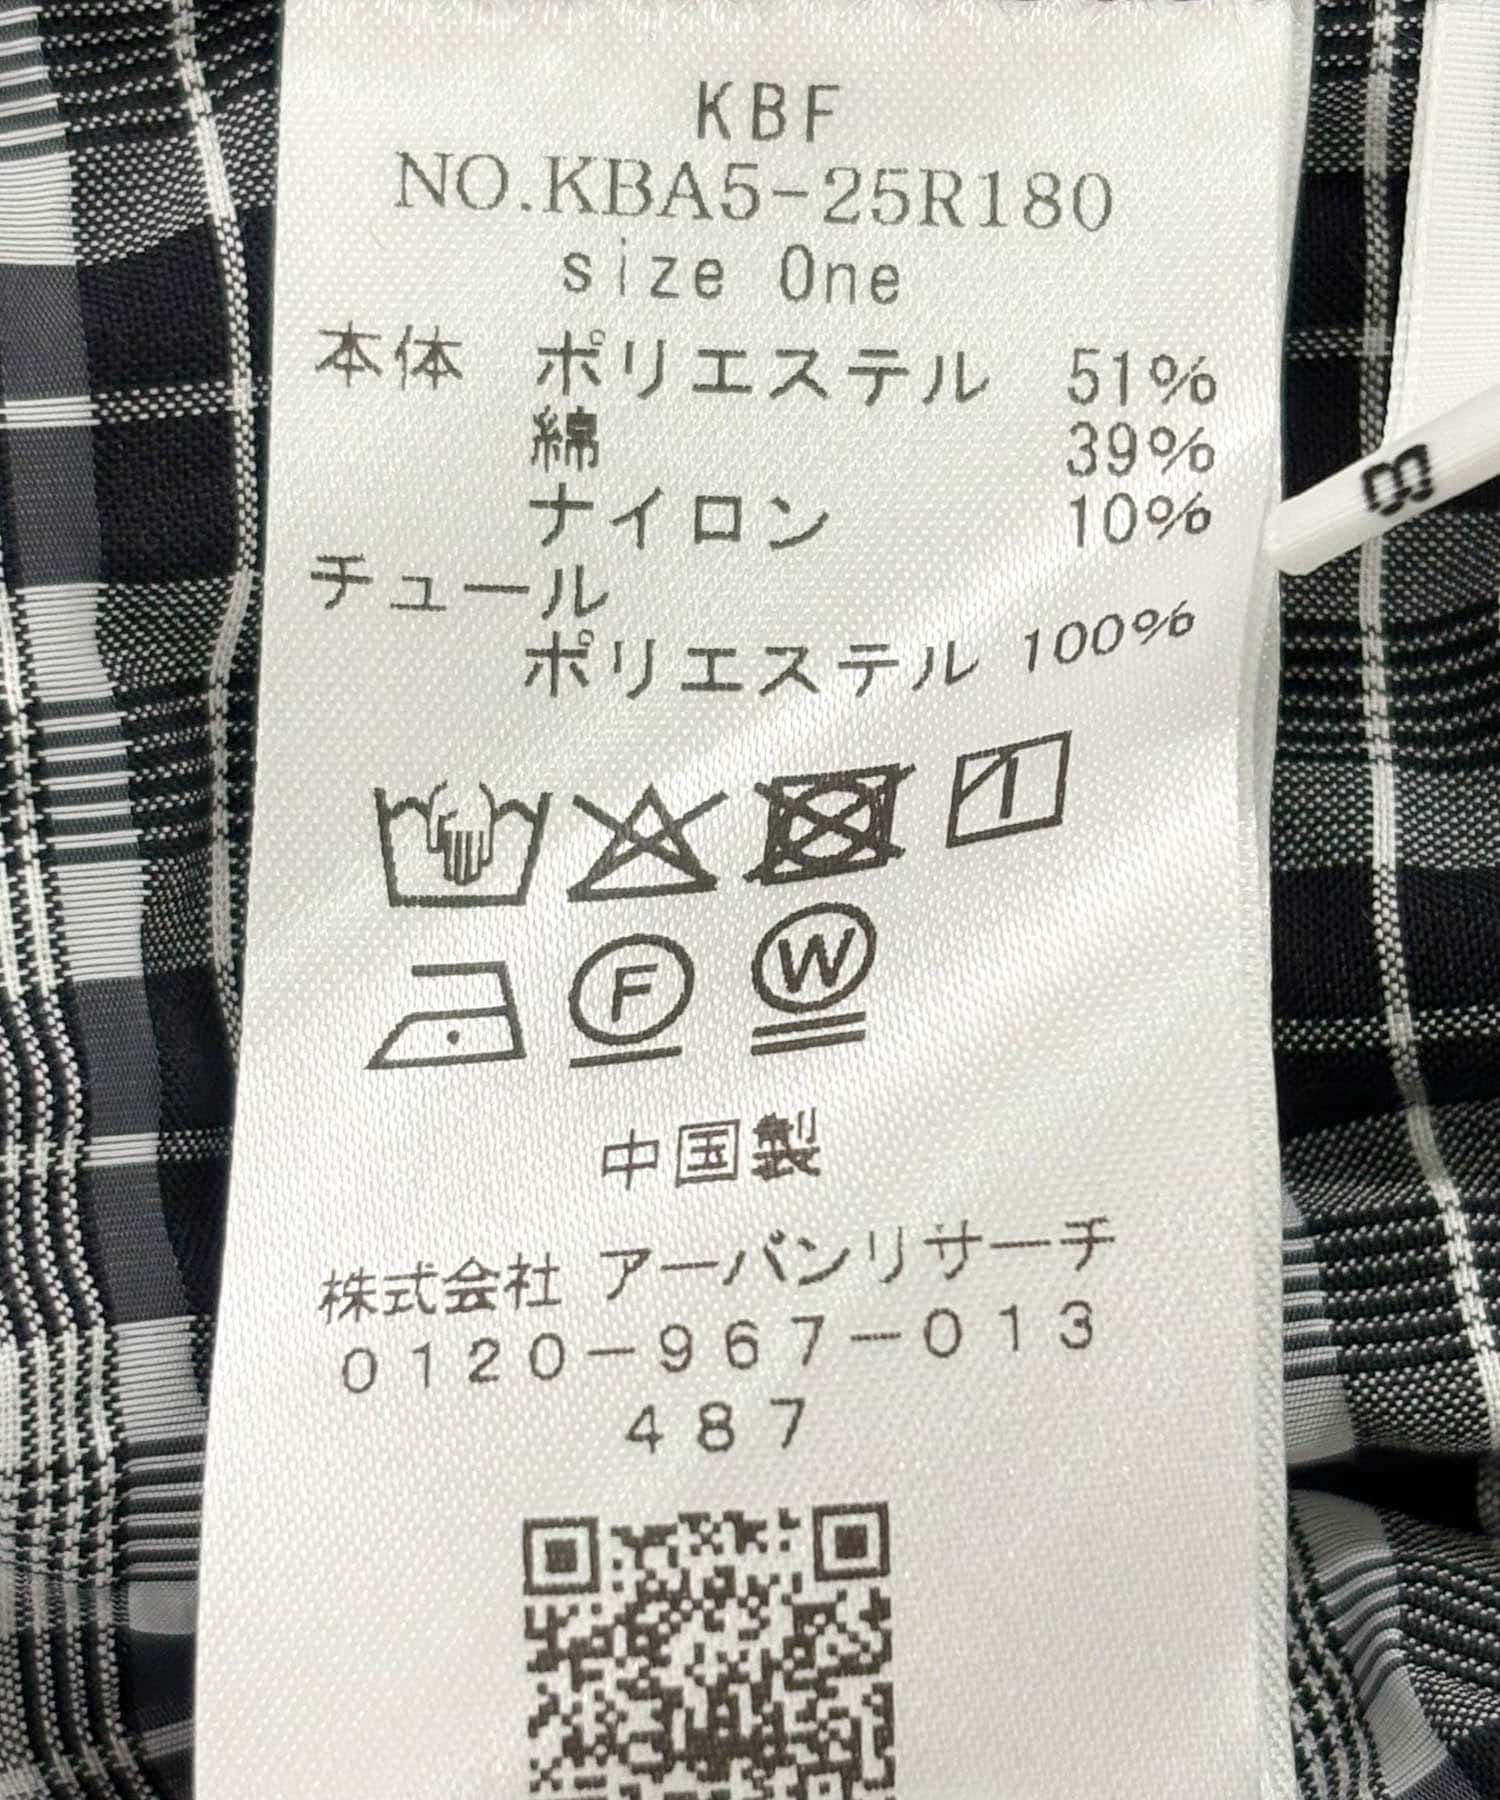 KBF
NO.KBA5-25R180
size One
本体 ポリエステル 51%
綿 39%
ナイロン 10%
チュール
ポリエステル 100%
F W
中国製
株式会社 アーバンリサーチ
0120-967-013
487